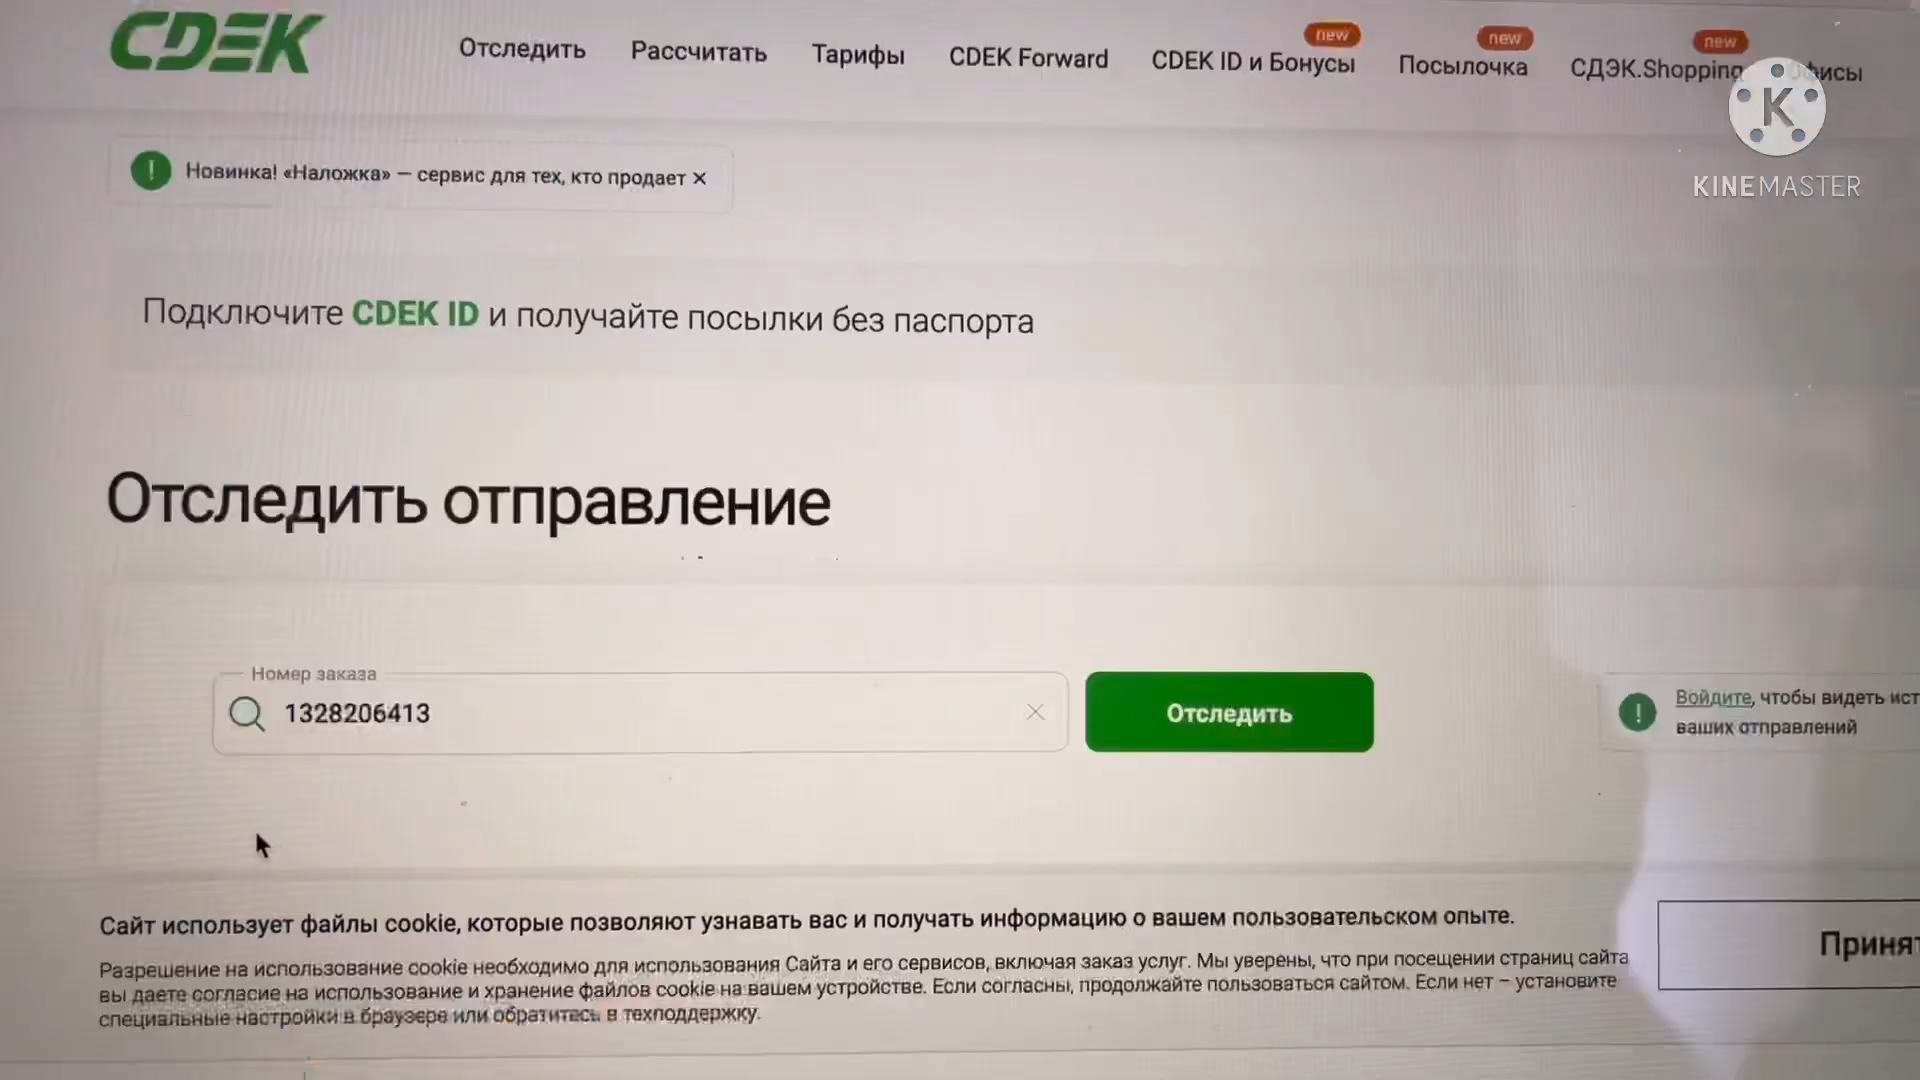 CDEK
Отследить
Рассчитать
Тарифы
CDEK Forward
new
CDEK ID и Бонусы
new
Посылочка
new
СДЭК.Shopping
K
KINEMASTER
! Новинка! «Наложка» — сервис для тех, кто продает ×
Подключите CDEK ID и получайте посылки без паспорта
Отследить отправление
Номер заказа
1328206413
Отследить
! Войдите, чтобы видеть ист
ваших отправлений
Сайт использует файлы cookie, которые позволяют узнавать вас и получать информацию о вашем пользовательском опыте.
Разрешение на использование cookie необходимо для использования Сайта и его сервисов, включая заказ услуг. Мы уверены, что при посещении страниц сайта
вы даете согласие на использование и хранение файлов cookie на вашем устройстве. Если согласны, продолжайте пользоваться сайтом. Если нет – установите
специальные настройки в браузере или обратитесь в техподдержку.
Принят